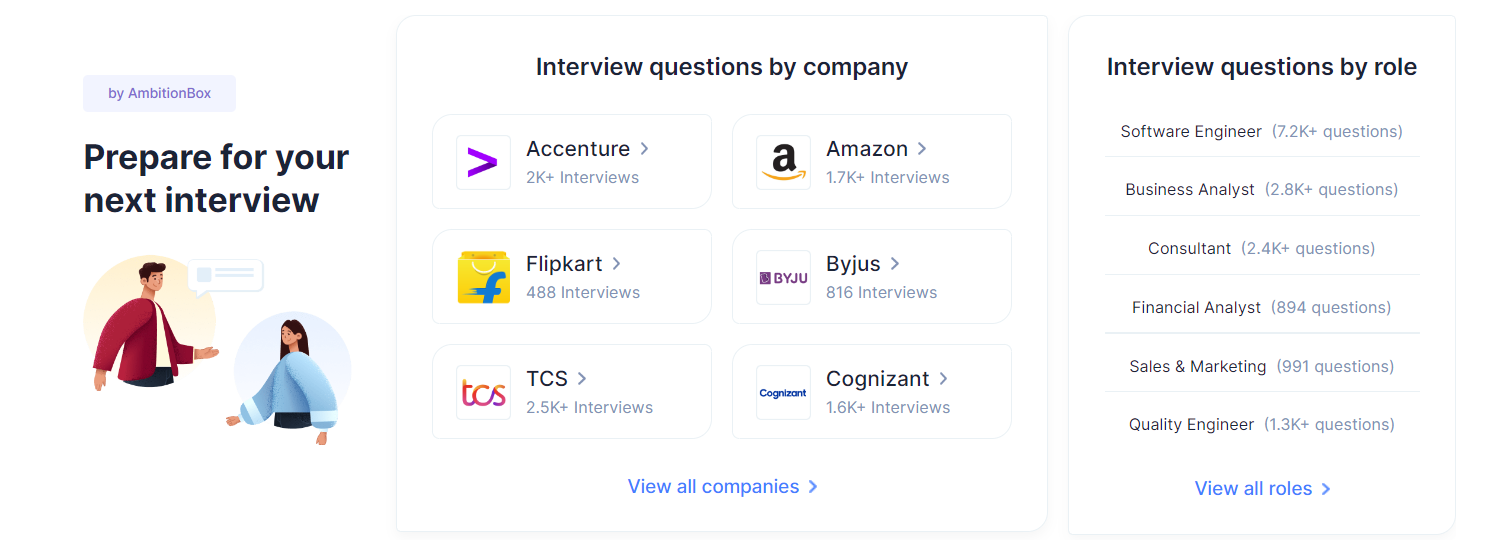 by AmbitionBox
Prepare for your
next interview
Interview questions by company
Accenture
2K+ Interviews
Amazon
1.7K+ Interviews
Flipkart
488 Interviews
BYJU
Byjus
816 Interviews
tcs
TCS
2.5K+ Interviews
Cognizant
Cognizant
1.6K+ Interviews
View all companies
Interview questions by role
Software Engineer (7.2K+ questions)
Business Analyst (2.8K+ questions)
Consultant (2.4K+ questions)
Financial Analyst (894 questions)
Sales & Marketing (991 questions)
Quality Engineer (1.3K+ questions)
View all roles